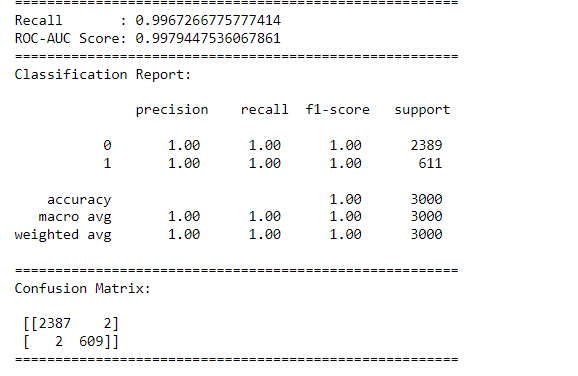 =======================================================
Recall       : 0.9967266775777414
ROC-AUC Score: 0.9979447536067861
=======================================================
Classification Report:
              precision    recall  f1-score   support
           0       1.00      1.00      1.00      2389
           1       1.00      1.00      1.00       611
    accuracy                           1.00      3000
   macro avg       1.00      1.00      1.00      3000
weighted avg       1.00      1.00      1.00      3000
=======================================================
Confusion Matrix:
 [[2387    2]
 [   2  609]]
=======================================================